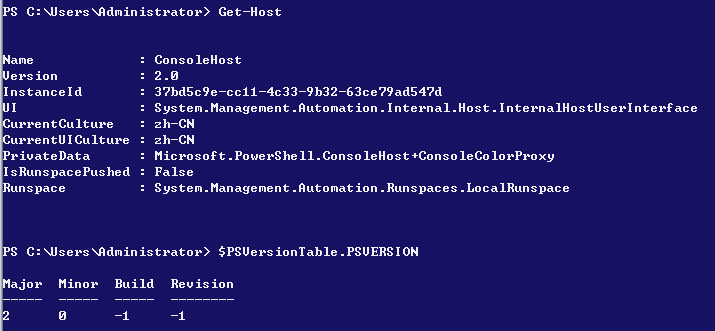 PS C:\Users\Administrator> Get-Host
Name             : ConsoleHost
Version          : 2.0
InstanceId       : 37bd5c9e-cc11-4c33-9b32-63ce79ad547d
UI               : System.Management.Automation.Internal.Host.InternalHostUserInterface
CurrentCulture   : zh-CN
CurrentUICulture : zh-CN
PrivateData      : Microsoft.PowerShell.ConsoleHost+ConsoleColorProxy
IsRunspacePushed : False
Runspace         : System.Management.Automation.Runspaces.LocalRunspace
PS C:\Users\Administrator> $PSVersionTable.PSVERSION
Major  Minor  Build  Revision
-----  -----  -----  --------
2      0      -1     -1